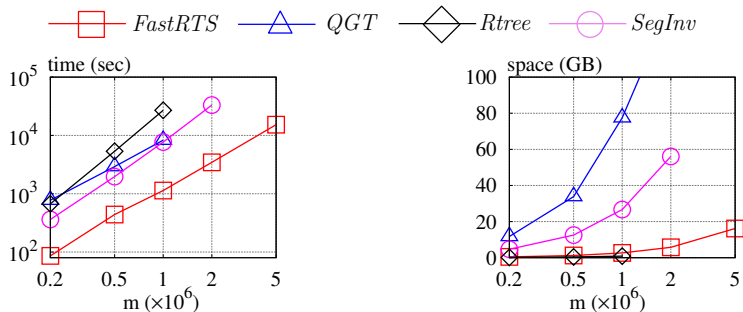 FastRTS QGT Rtree SegInv
time (sec)
10^5
10^4
10^3
10^2
0.2 0.5 1 2 5
m (×10^6)
space (GB)
100
80
60
40
20
0
0.2 0.5 1 2 5
m (×10^6)